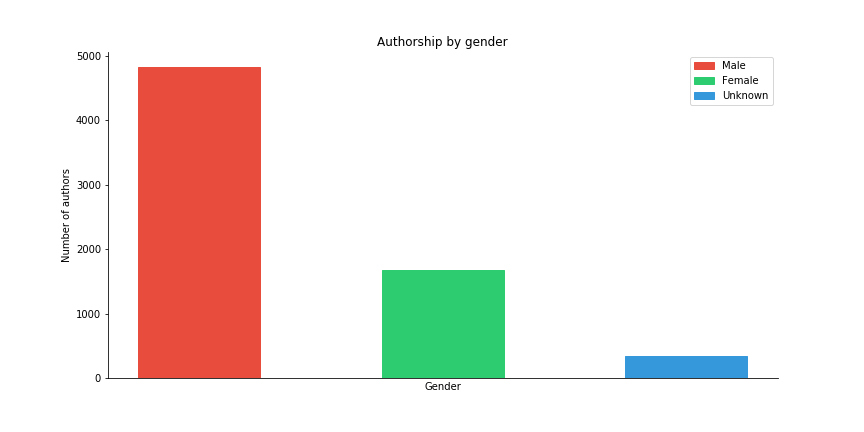 Authorship by gender
Male
Female
Unknown
5000
4000
3000
2000
1000
0
Number of authors
Gender